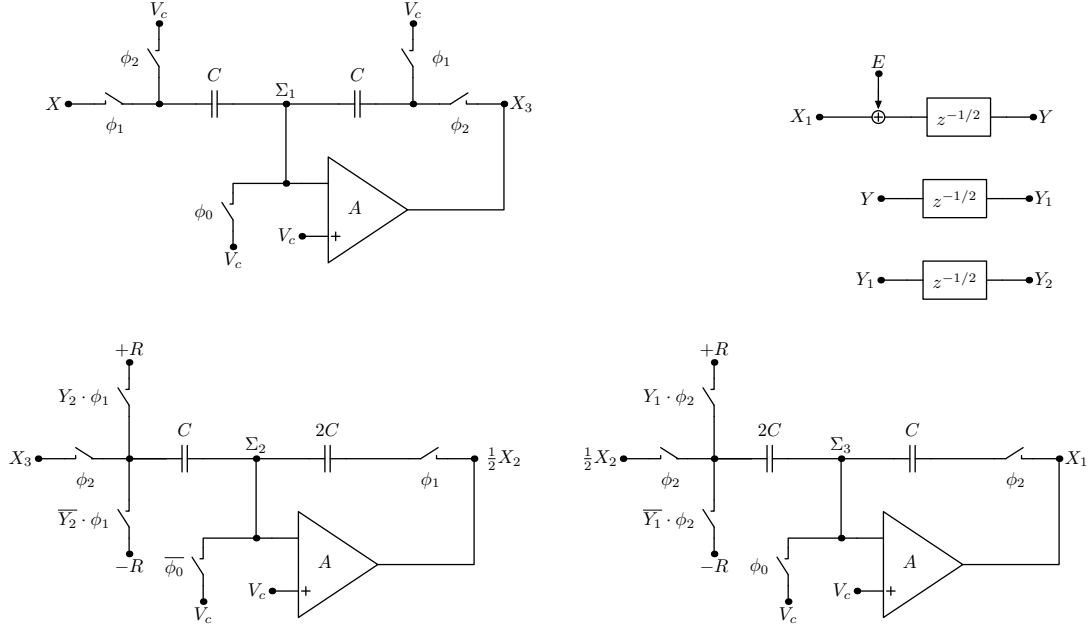 V_c
V_c
ϕ_2
ϕ_1
C
C
X
Σ_1
X_3
ϕ_1
ϕ_2
A
ϕ_0
V_c
+
V_c
E
X_1
+
z^{-1/2}
Y
Y
z^{-1/2}
Y_1
Y_1
z^{-1/2}
Y_2
+R
Y_2 · ϕ_1
C
2C
X_3
Σ_2
½X_2
ϕ_2
ϕ_1
\overline{Y_2} · ϕ_1
−R
\overline{ϕ_0}
A
V_c
+
V_c
+R
Y_1 · ϕ_2
2C
C
½X_2
Σ_3
X_1
ϕ_2
ϕ_2
\overline{Y_1} · ϕ_2
−R
ϕ_0
A
V_c
+
V_c